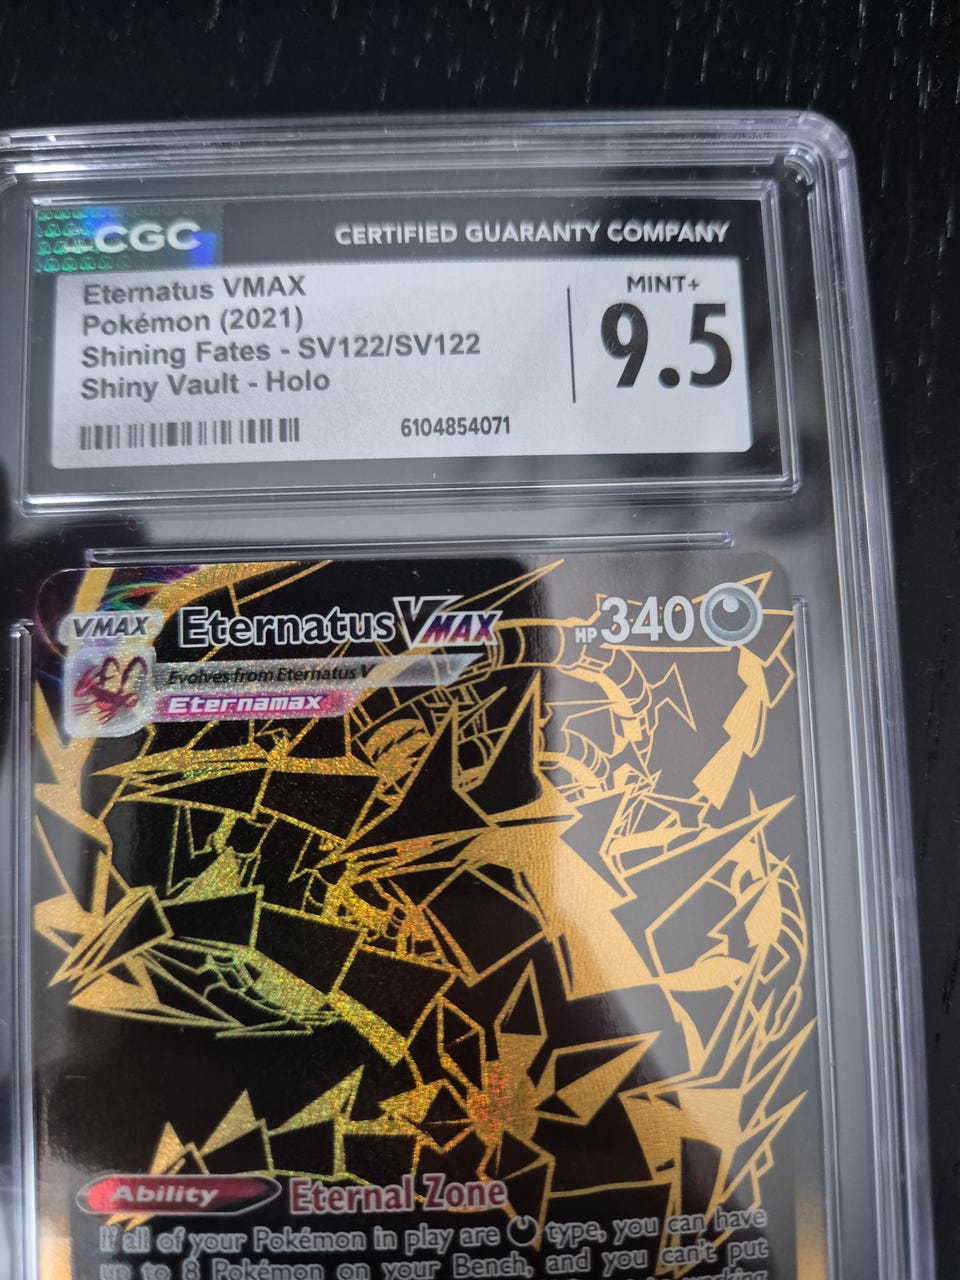 CGC
CERTIFIED GUARANTY COMPANY
Eternatus VMAX
Pokémon (2021)
Shining Fates - SV122/SV122
Shiny Vault - Holo
MINT+
9.5
6104854071
VMAX
Eternatus VMAX
HP 340
Evolves from Eternatus V
Eternamax
Ability
Eternal Zone
If all of your Pokémon in play are type, you can have
up to 8 Pokémon on your Bench, and you can't put
working